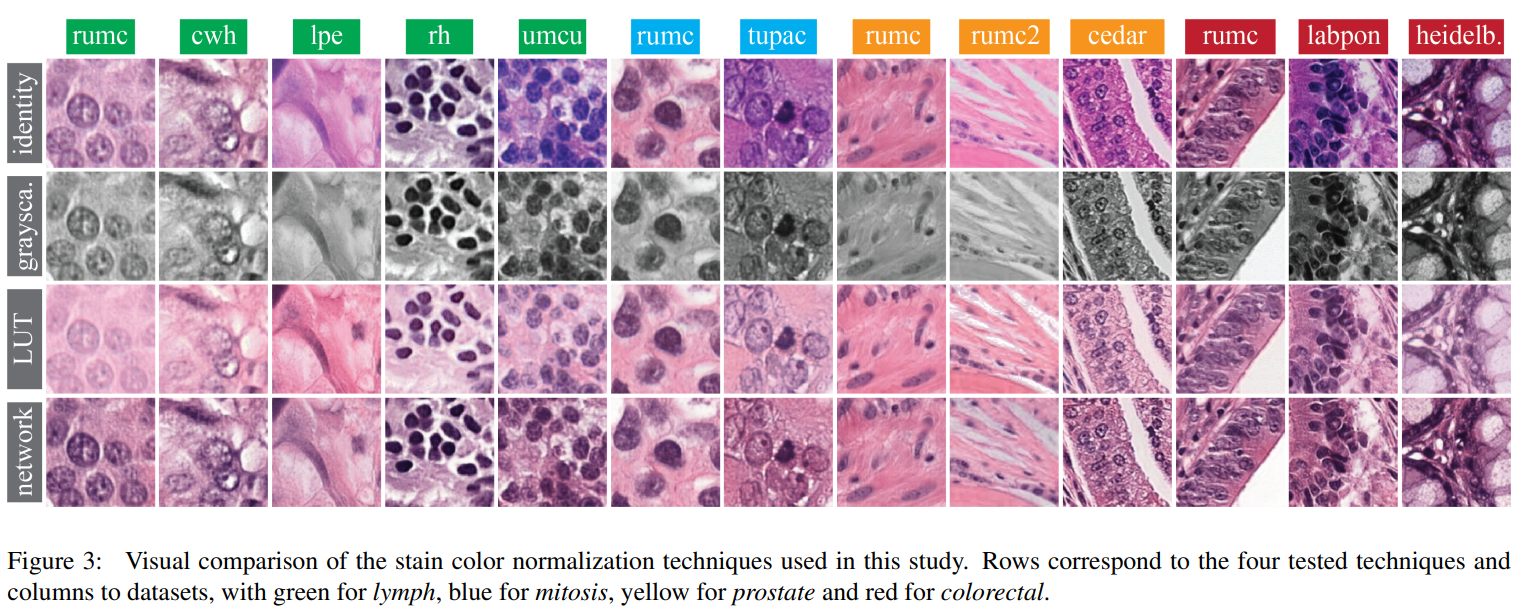 rumc cwh lpe rh umcu rumc tupac rumc rumc2 cedar rumc labpon heidelb.
identity
graysca.
LUT
network
Figure 3: Visual comparison of the stain color normalization techniques used in this study. Rows correspond to the four tested techniques and
columns to datasets, with green for lymph, blue for mitosis, yellow for prostate and red for colorectal.